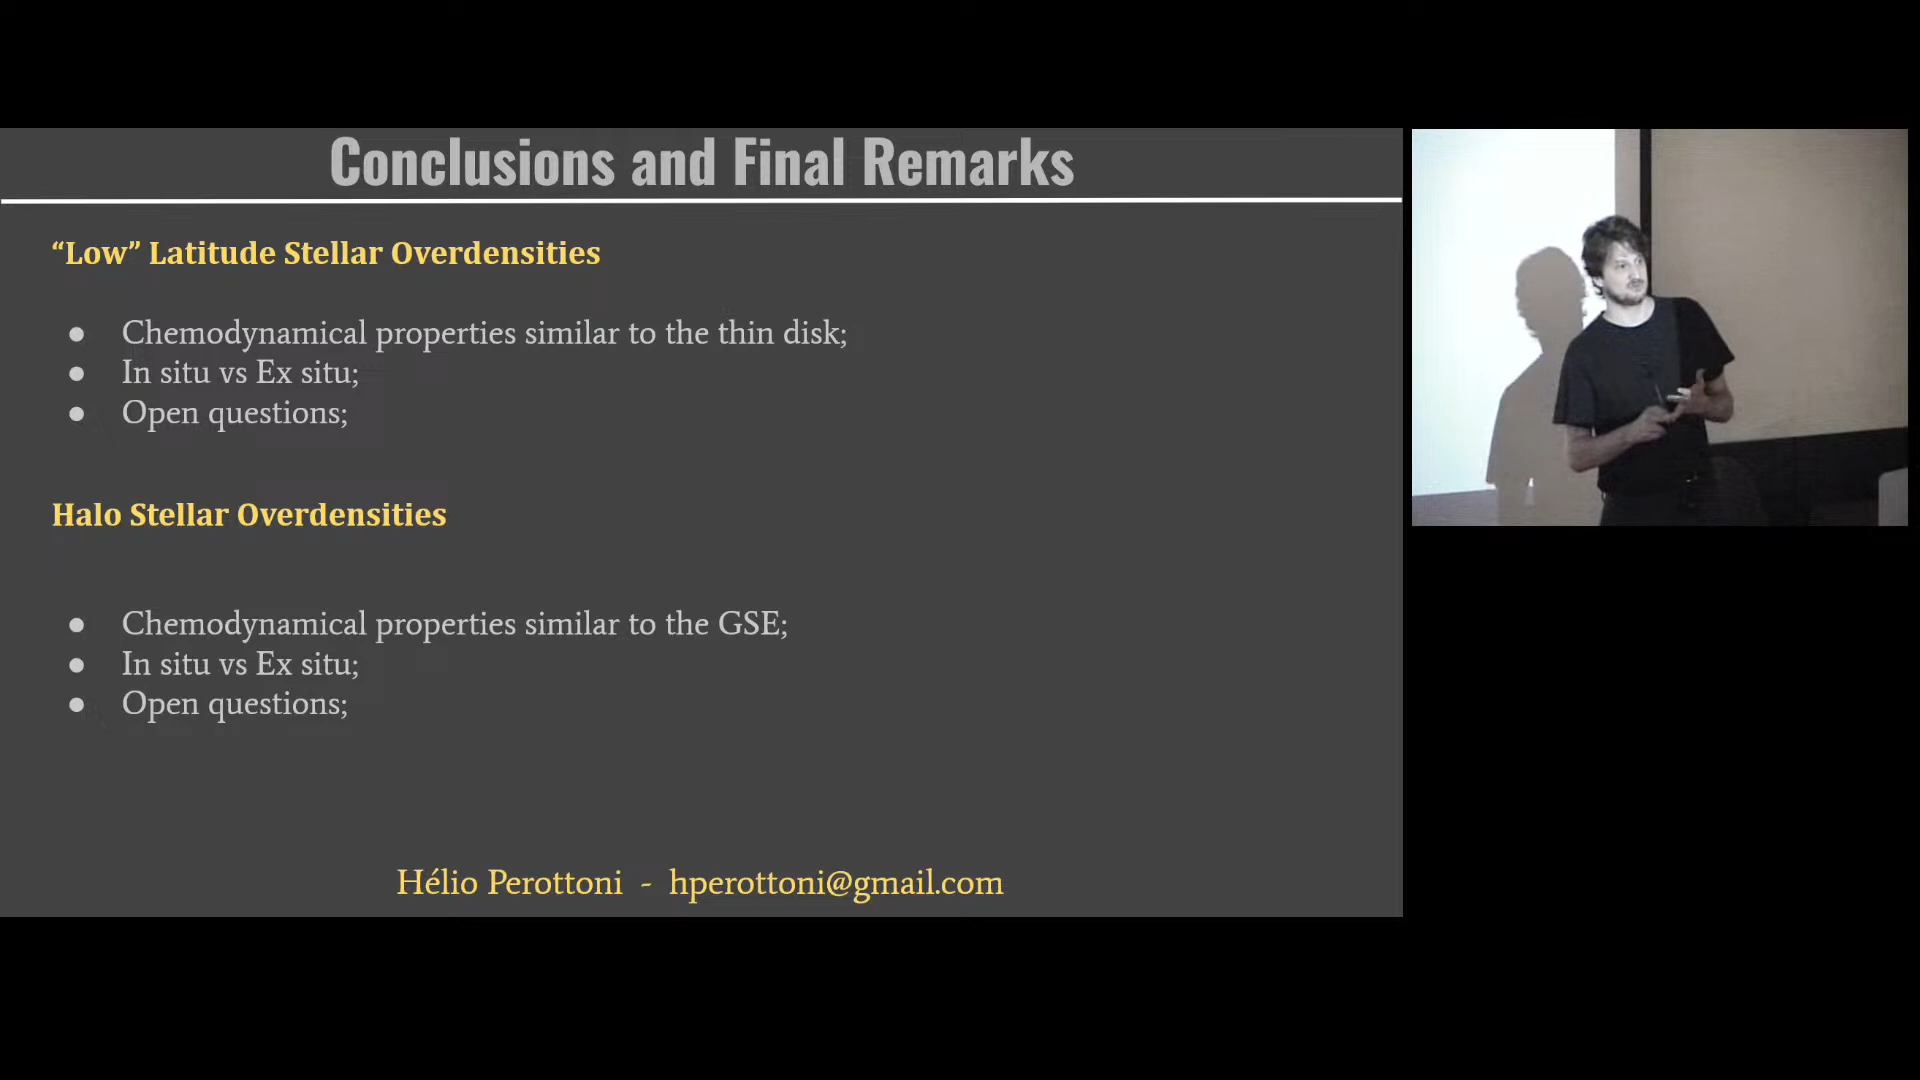 Conclusions and Final Remarks
“Low” Latitude Stellar Overdensities
● Chemodynamical properties similar to the thin disk;
● In situ vs Ex situ;
● Open questions;
Halo Stellar Overdensities
● Chemodynamical properties similar to the GSE;
● In situ vs Ex situ;
● Open questions;
Hélio Perottoni - hperottoni@gmail.com